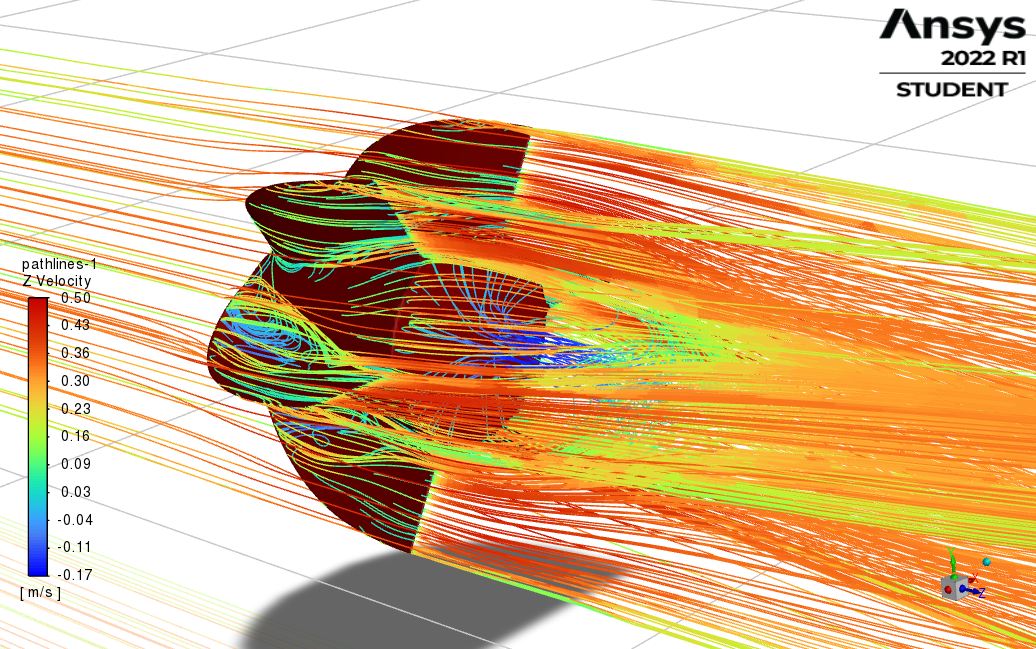 Ansys
2022 R1
STUDENT
pathlines-1
Z Velocity
0.50
0.43
0.36
0.30
0.23
0.16
0.09
0.03
-0.04
-0.11
-0.17
[ m/s ]
Y
X
Z